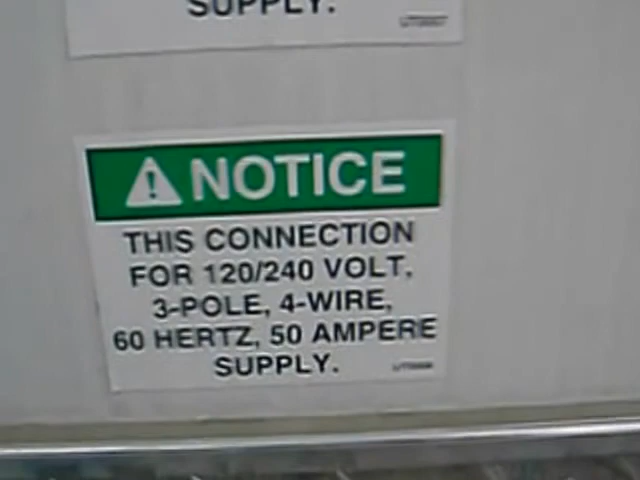 SUPPLY.
NOTICE
THIS CONNECTION
FOR 120/240 VOLT,
3-POLE, 4-WIRE,
60 HERTZ, 50 AMPERE
SUPPLY.